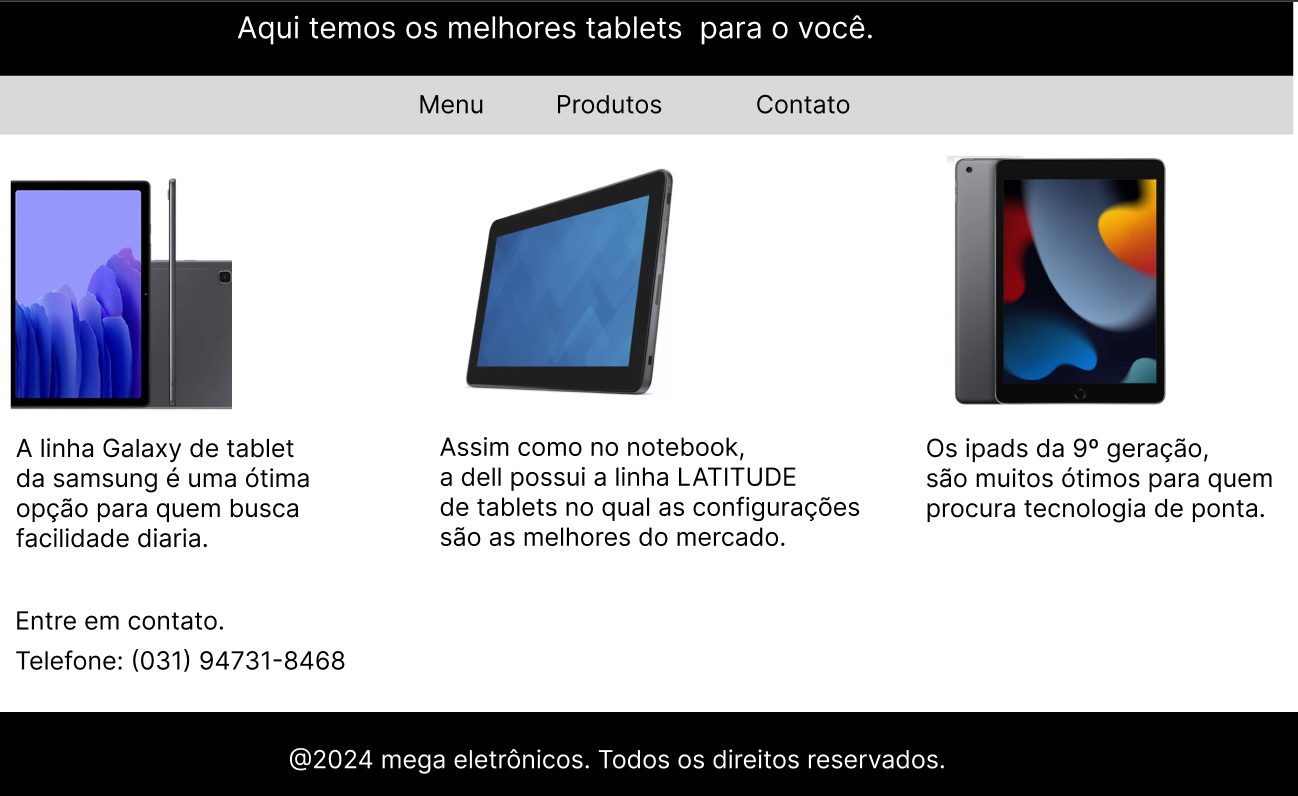 Aqui temos os melhores tablets  para o você.
Menu Produtos Contato
A linha Galaxy de tablet
da samsung é uma ótima
opção para quem busca
facilidade diaria.
Assim como no notebook,
a dell possui a linha LATITUDE
de tablets no qual as configurações
são as melhores do mercado.
Os ipads da 9º geração,
são muitos ótimos para quem
procura tecnologia de ponta.
Entre em contato.
Telefone: (031) 94731-8468
@2024 mega eletrônicos. Todos os direitos reservados.